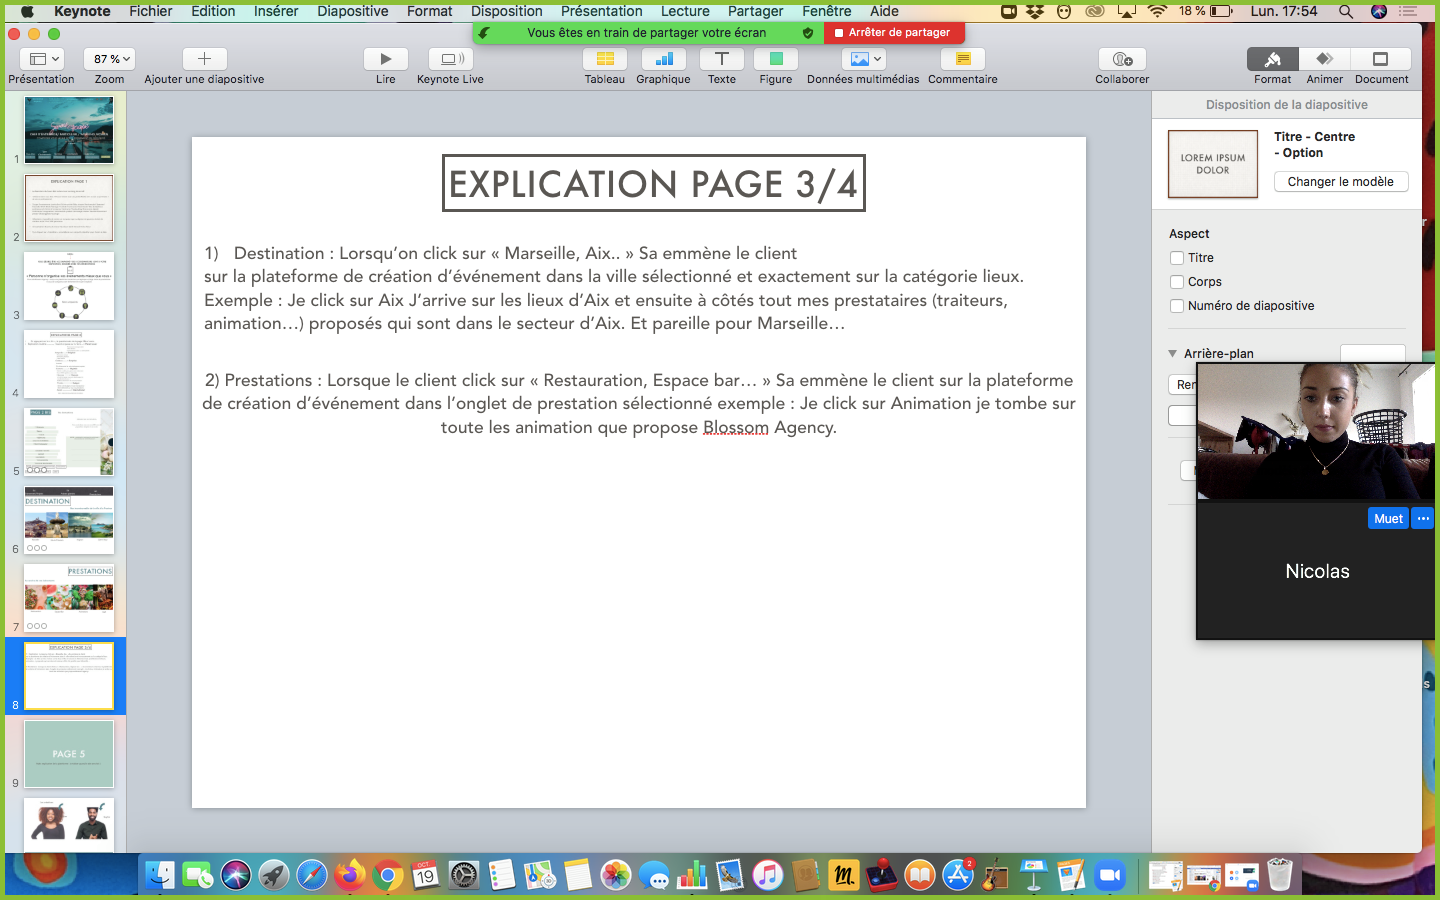 Keynote Fichier Edition Insérer Diapositive Format Disposition Présentation Lecture Partager Fenêtre Aide 18 % Lun. 17:54
Vous êtes en train de partager votre écran Arrêter de partager
87 %
Présentation Zoom Ajouter une diapositive Lire Keynote Live Tableau Graphique Texte Figure Données multimédias Commentaire Collaborer Format Animer Document
Disposition de la diapositive
LOREM IPSUM
DOLOR
Titre - Centre
- Option
Changer le modèle
Aspect
Titre
Corps
Numéro de diapositive
Arrière-plan
Muet
Nicolas
1
2
3
4
5
6
7
8
9
EXPLICATION PAGE 1
DESTINATION
PRESTATIONS
EXPLICATION PAGE 3/4
PAGE 5
EXPLICATION PAGE 3/4
1) Destination : Lorsqu’on click sur « Marseille, Aix.. » Sa emmène le client
sur la plateforme de création d’événement dans la ville sélectionné et exactement sur la catégorie lieux.
Exemple : Je click sur Aix J’arrive sur les lieux d’Aix et ensuite à côtés tout mes prestataires (traiteurs,
animation…) proposés qui sont dans le secteur d’Aix. Et pareille pour Marseille…
2) Prestations : Lorsque le client click sur « Restauration, Espace bar… » Sa emmène le client sur la plateforme
de création d’événement dans l’onglet de prestation sélectionné exemple : Je click sur Animation je tombe sur
toute les animation que propose Blossom Agency.
OCT.
19
2